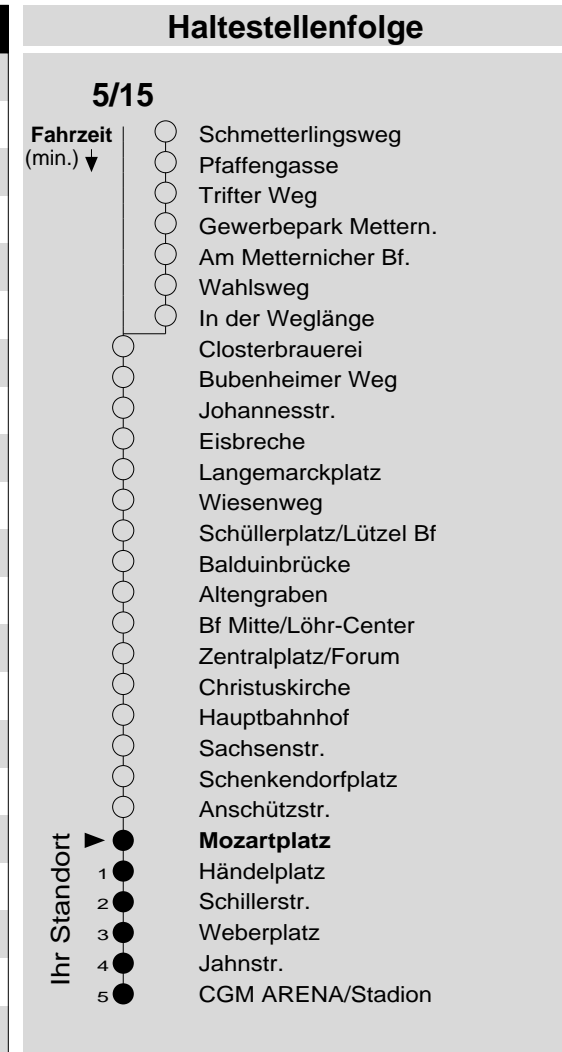 Haltestellenfolge
5/15
Fahrzeit
(min.)
Schmetterlingsweg
Pfaffengasse
Trifter Weg
Gewerbepark Mettern.
Am Metternicher Bf.
Wahlsweg
In der Weglänge
Closterbrauerei
Bubenheimer Weg
Johannesstr.
Eisbreche
Langemarckplatz
Wiesenweg
Schüllerplatz/Lützel Bf
Balduinbrücke
Altengraben
Bf Mitte/Löhr-Center
Zentralplatz/Forum
Christuskirche
Hauptbahnhof
Sachsenstr.
Schenkendorfplatz
Anschützstr.
Ihr Standort
Mozartplatz
1 Händelplatz
2 Schillerstr.
3 Weberplatz
4 Jahnstr.
5 CGM ARENA/Stadion